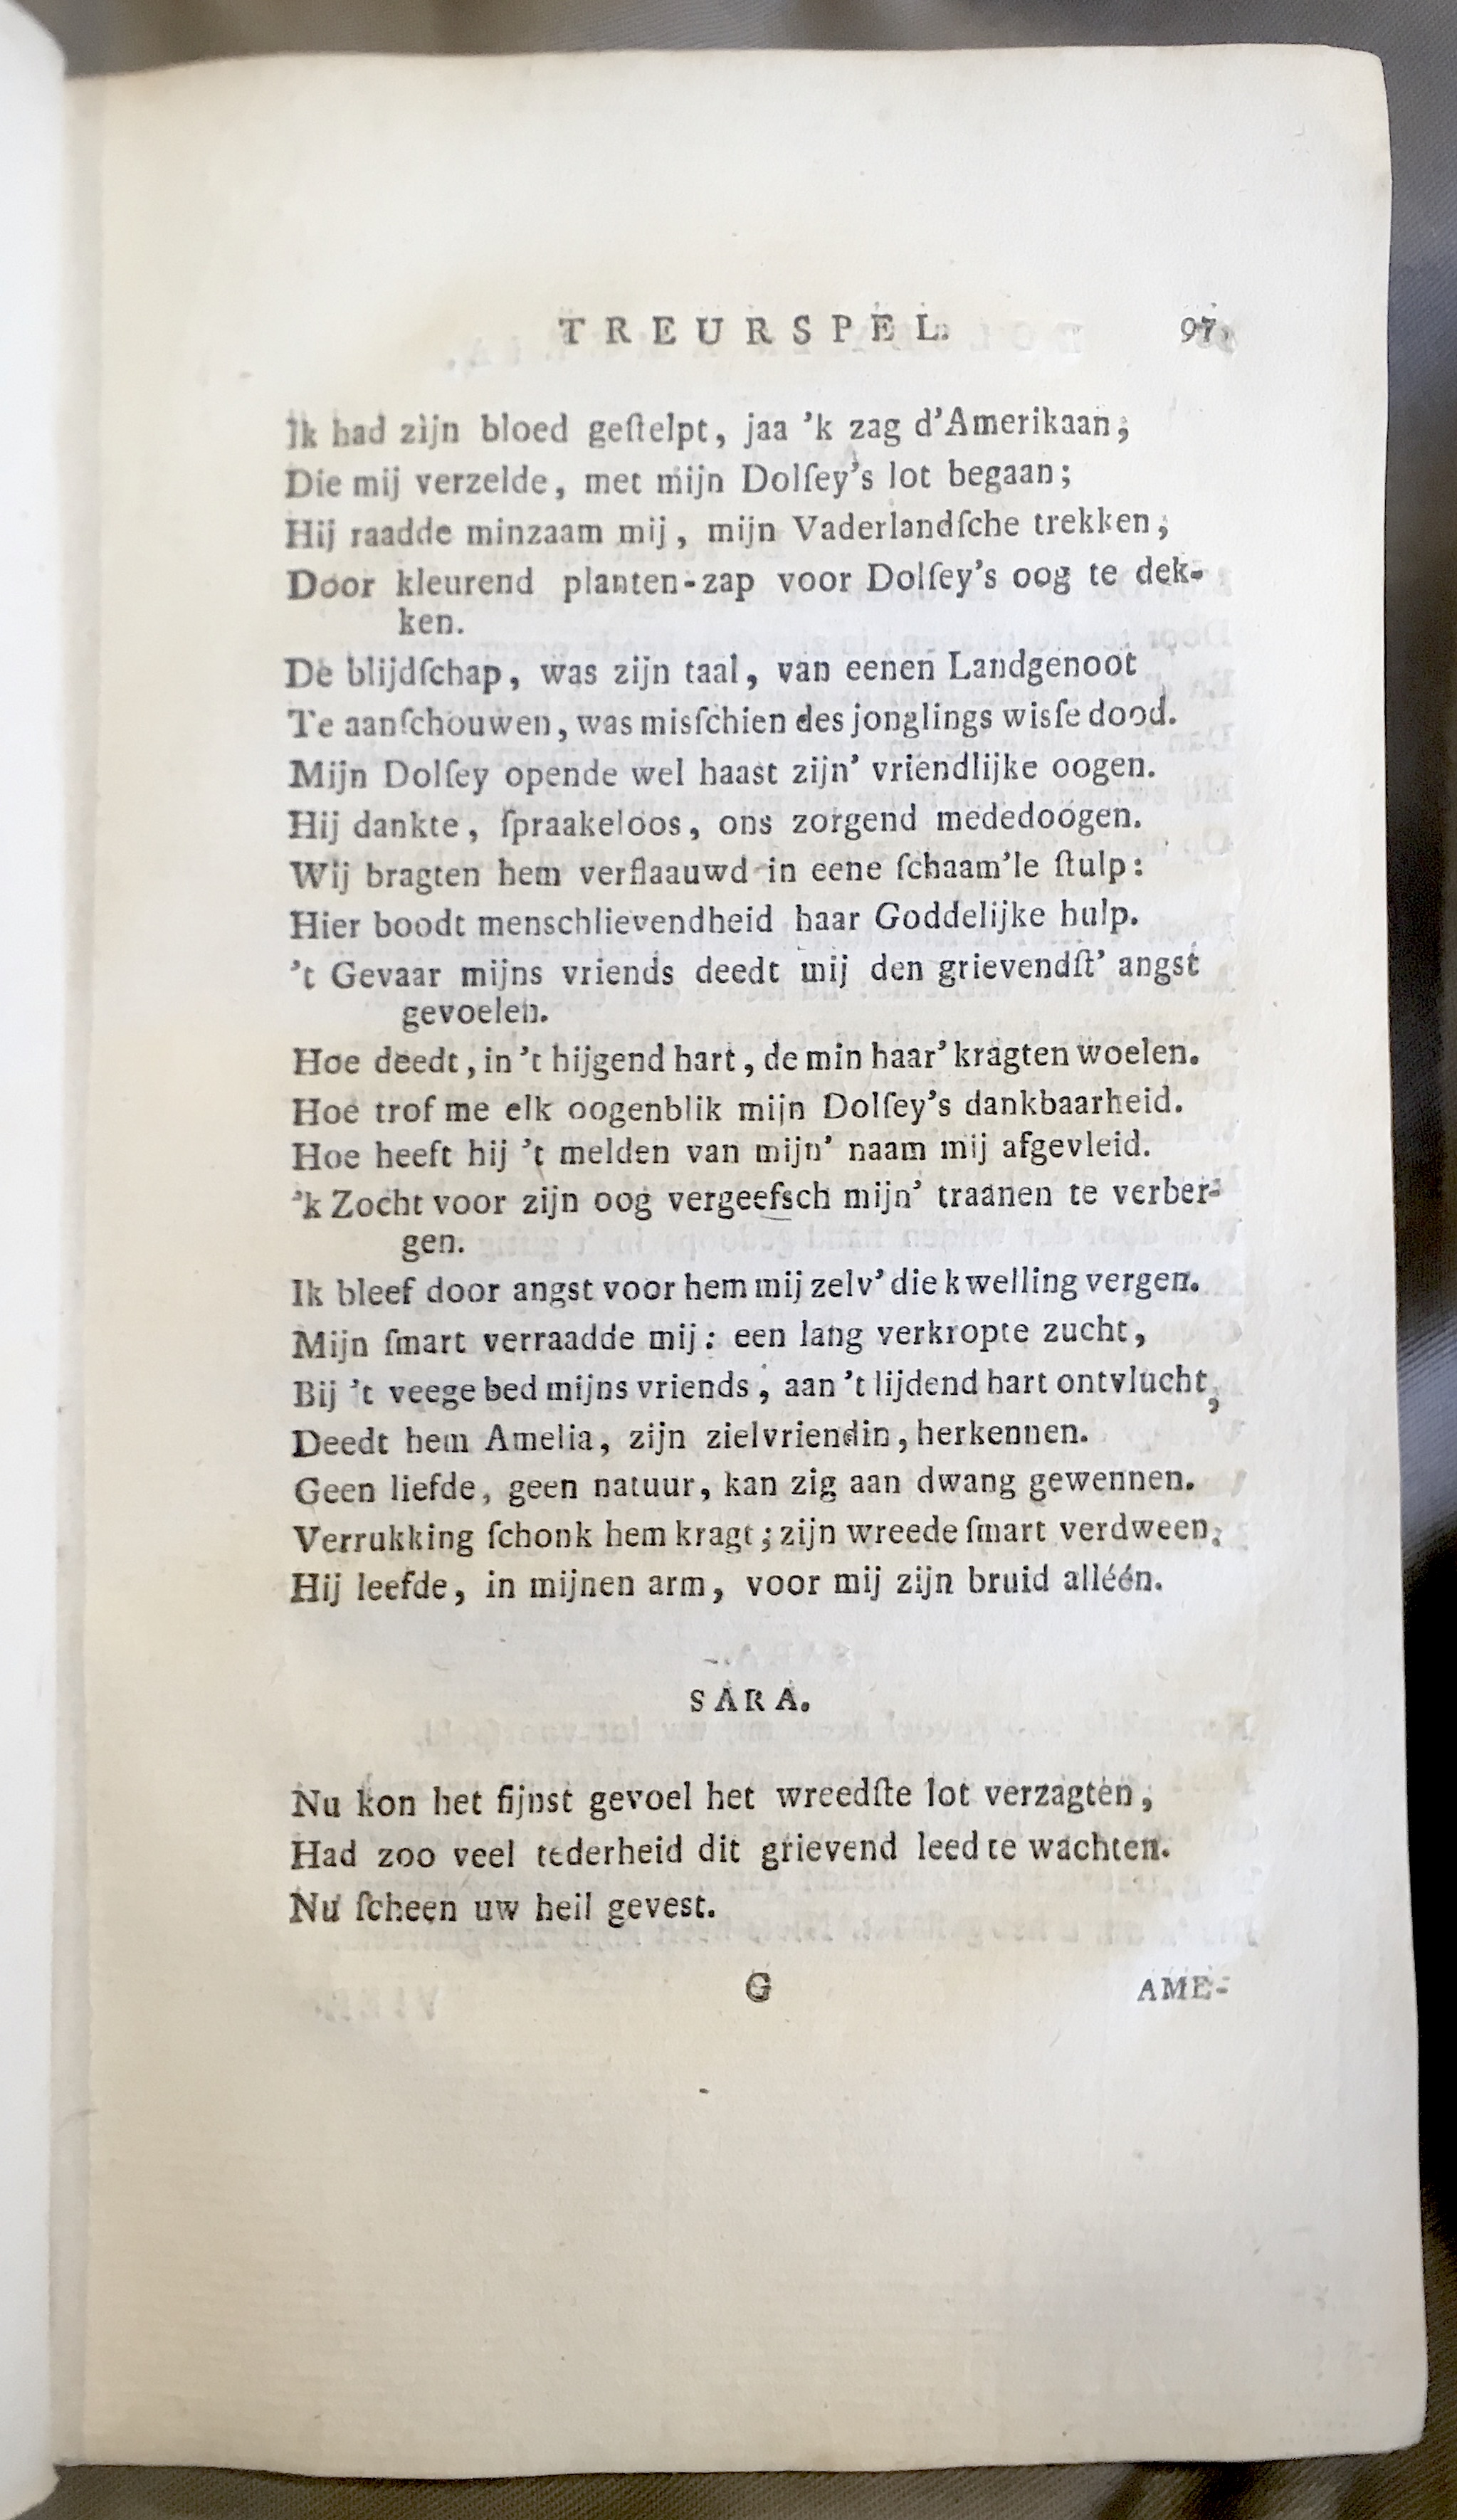 TREURSPEL. 97
Ik had zijn bloed geſtelpt, jaa 'k zag d'Amerikaan,
Die mij verzelde, met mijn Dolſey's lot begaan;
Hij raadde minzaam mij, mijn Vaderlandſche trekken,
Door kleurend planten-zap voor Dolſey's oog te dek-
ken.
De blijdſchap, was zijn taal, van eenen Landgenoot
Te aanſchouwen, was misſchien des jonglings wisſe dood.
Mijn Dolſey opende wel haast zijn' vriendlijke oogen.
Hij dankte, ſpraakeloos, ons zorgend mededoogen.
Wij bragten hem verflaauwd in eene ſchaam'le ſtulp:
Hier boodt menschlievendheid haar Goddelijke hulp.
't Gevaar mijns vriends deedt mij den grievendſt' angst
gevoelen.
Hoe deedt, in 't hijgend hart, de min haar' kragten woelen.
Hoe trof me elk oogenblik mijn Dolſey's dankbaarheid.
Hoe heeft hij 't melden van mijn' naam mij afgevleid.
'k Zocht voor zijn oog vergeefsch mijn' traanen te verber-
gen.
Ik bleef door angst voor hem mij zelv' die kwelling vergen.
Mijn ſmart verraadde mij: een lang verkropte zucht,
Bij 't veege bed mijns vriends, aan 't lijdend hart ontvlucht,
Deedt hem Amelia, zijn zielvriendin, herkennen.
Geen liefde, geen natuur, kan zig aan dwang gewennen.
Verrukking ſchonk hem kragt; zijn wreede ſmart verdween;
Hij leefde, in mijnen arm, voor mij zijn bruid alléén.
SARA.
Nu kon het fijnst gevoel het wreedſte lot verzagten,
Had zoo veel tederheid dit grievend leed te wachten.
Nu ſcheen uw heil gevest.
G AME-